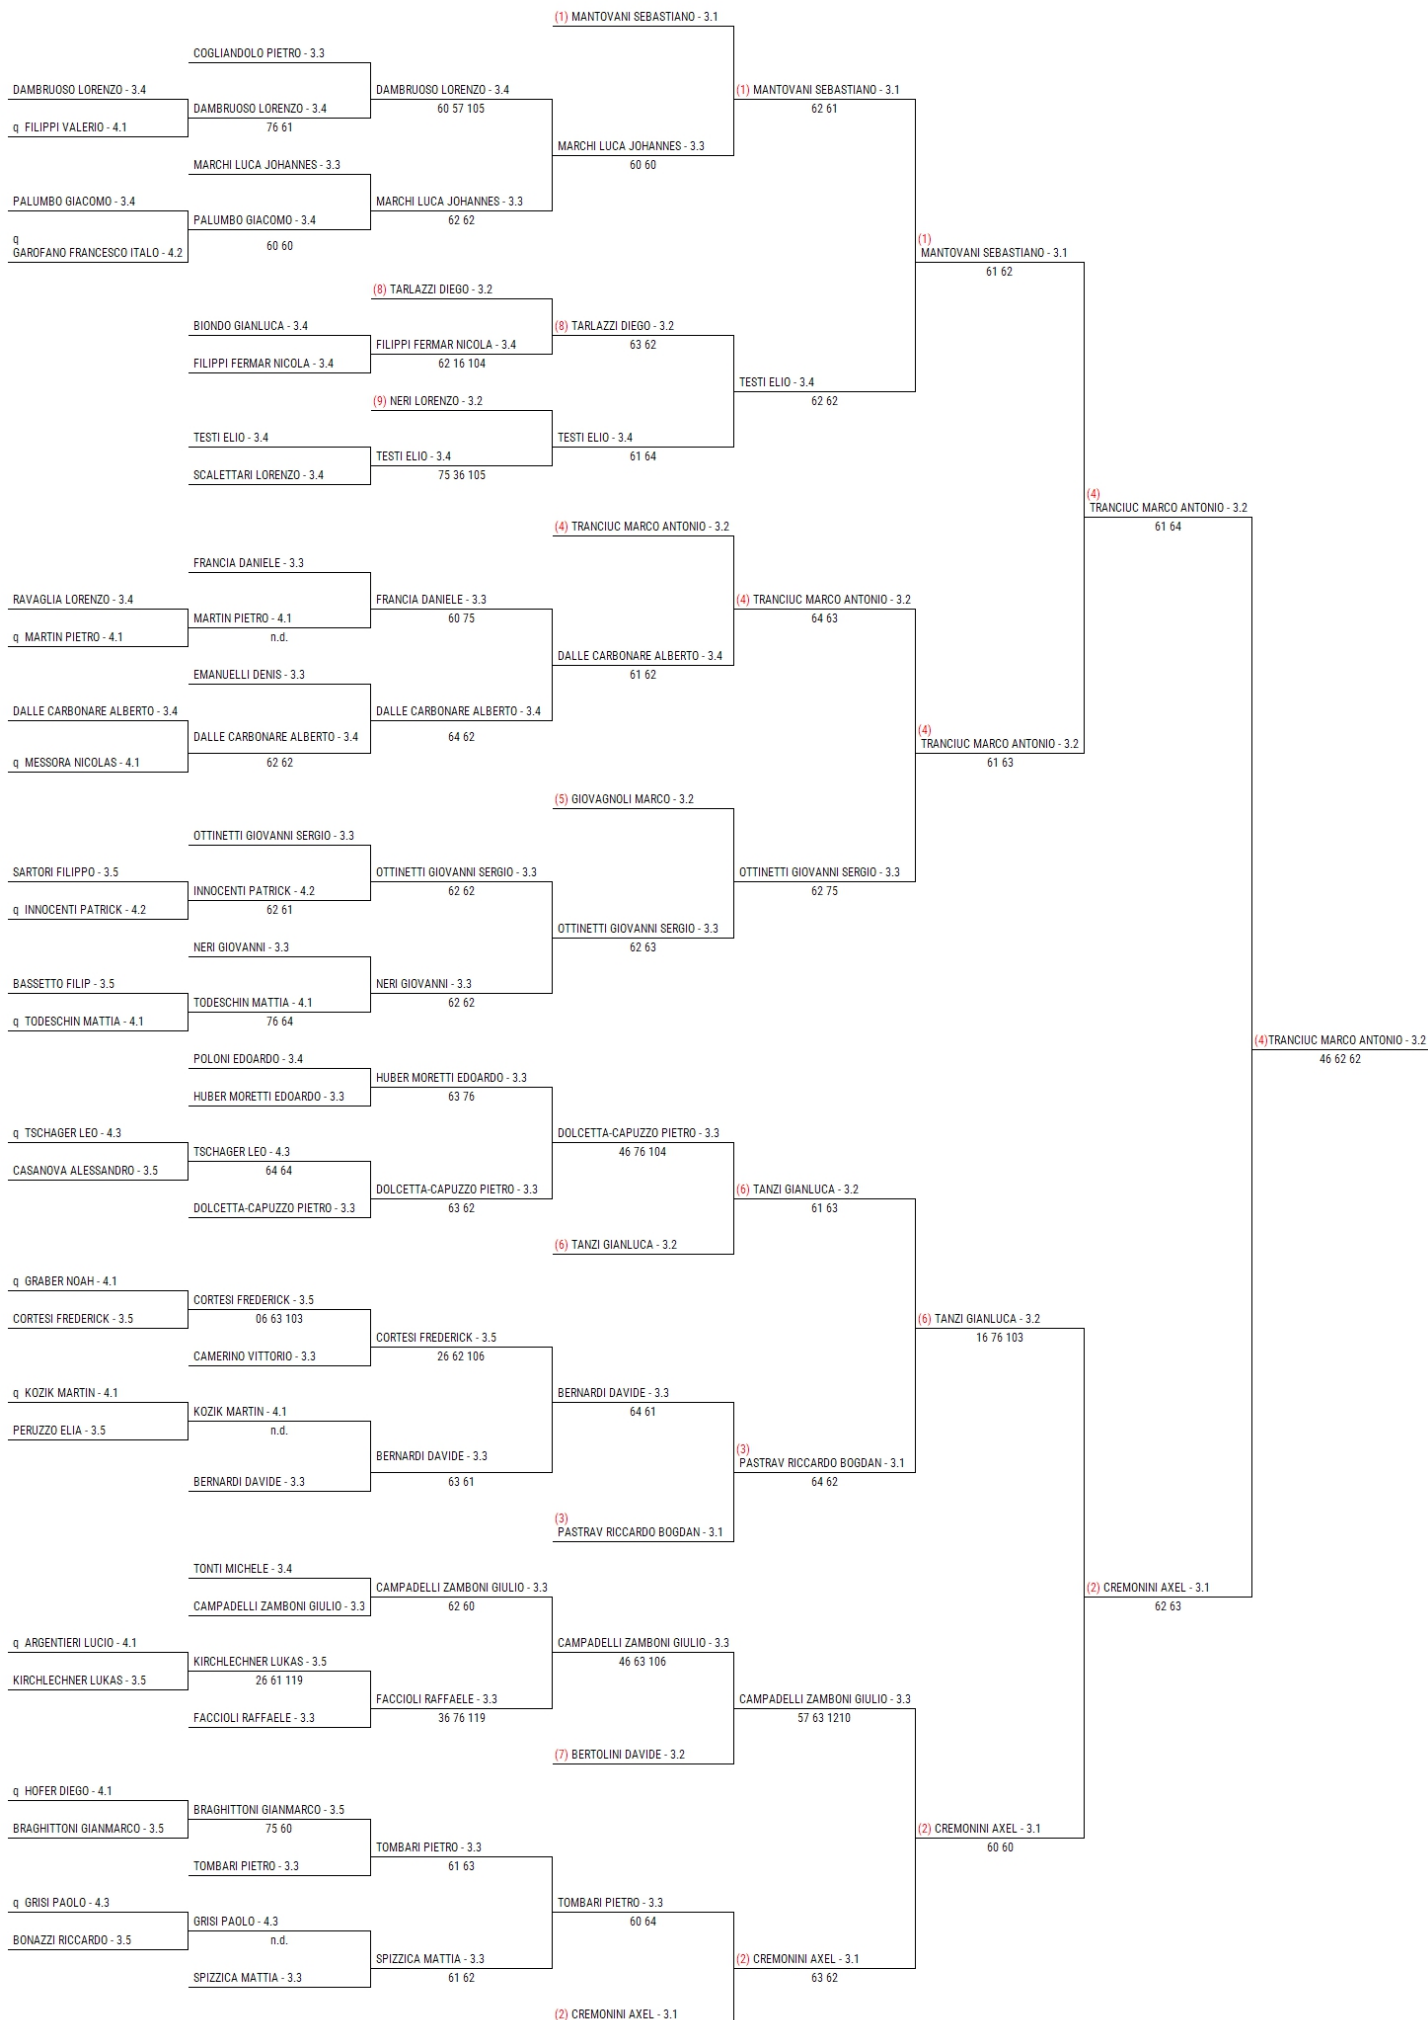 (1) MANTOVANI SEBASTIANO - 3.1
COGLIANDOLO PIETRO - 3.3
DAMBRUOSO LORENZO - 3.4
DAMBRUOSO LORENZO - 3.4
(1) MANTOVANI SEBASTIANO - 3.1
DAMBRUOSO LORENZO - 3.4
60 57 105
62 61
q FILIPPI VALERIO - 4.1
76 61
MARCHI LUCA JOHANNES - 3.3
MARCHI LUCA JOHANNES - 3.3
60 60
PALUMBO GIACOMO - 3.4
MARCHI LUCA JOHANNES - 3.3
PALUMBO GIACOMO - 3.4
62 62
q
GAROFANO FRANCESCO ITALO - 4.2
60 60
(1)
MANTOVANI SEBASTIANO - 3.1
61 62
(8) TARLAZZI DIEGO - 3.2
BIONDO GIANLUCA - 3.4
(8) TARLAZZI DIEGO - 3.2
FILIPPI FERMAR NICOLA - 3.4
63 62
FILIPPI FERMAR NICOLA - 3.4
62 16 104
TESTI ELIO - 3.4
62 62
(9) NERI LORENZO - 3.2
TESTI ELIO - 3.4
TESTI ELIO - 3.4
TESTI ELIO - 3.4
61 64
SCALETTARI LORENZO - 3.4
75 36 105
(4)
TRANCIUC MARCO ANTONIO - 3.2
61 64
(4) TRANCIUC MARCO ANTONIO - 3.2
FRANCIA DANIELE - 3.3
RAVAGLIA LORENZO - 3.4
FRANCIA DANIELE - 3.3
(4) TRANCIUC MARCO ANTONIO - 3.2
MARTIN PIETRO - 4.1
60 75
64 63
q MARTIN PIETRO - 4.1
n.d.
DALLE CARBONARE ALBERTO - 3.4
61 62
EMANUELLI DENIS - 3.3
DALLE CARBONARE ALBERTO - 3.4
DALLE CARBONARE ALBERTO - 3.4
DALLE CARBONARE ALBERTO - 3.4
64 62
(4)
TRANCIUC MARCO ANTONIO - 3.2
61 63
q MESSORA NICOLAS - 4.1
62 62
(5) GIOVAGNOLI MARCO - 3.2
OTTINETTI GIOVANNI SERGIO - 3.3
SARTORI FILIPPO - 3.5
OTTINETTI GIOVANNI SERGIO - 3.3
OTTINETTI GIOVANNI SERGIO - 3.3
INNOCENTI PATRICK - 4.2
62 62
62 75
q INNOCENTI PATRICK - 4.2
62 61
OTTINETTI GIOVANNI SERGIO - 3.3
62 63
NERI GIOVANNI - 3.3
BASSETTO FILIP - 3.5
NERI GIOVANNI - 3.3
TODESCHIN MATTIA - 4.1
62 62
q TODESCHIN MATTIA - 4.1
76 64
(4)TRANCIUC MARCO ANTONIO - 3.2
46 62 62
POLONI EDOARDO - 3.4
HUBER MORETTI EDOARDO - 3.3
HUBER MORETTI EDOARDO - 3.3
63 76
q TSCHAGER LEO - 4.3
DOLCETTA-CAPUZZO PIETRO - 3.3
TSCHAGER LEO - 4.3
46 76 104
CASANOVA ALESSANDRO - 3.5
64 64
DOLCETTA-CAPUZZO PIETRO - 3.3
(6) TANZI GIANLUCA - 3.2
DOLCETTA-CAPUZZO PIETRO - 3.3
63 62
61 63
(6) TANZI GIANLUCA - 3.2
q GRABER NOAH - 4.1
CORTESI FREDERICK - 3.5
CORTESI FREDERICK - 3.5
06 63 103
(6) TANZI GIANLUCA - 3.2
16 76 103
CORTESI FREDERICK - 3.5
CAMERINO VITTORIO - 3.3
26 62 106
q KOZIK MARTIN - 4.1
BERNARDI DAVIDE - 3.3
KOZIK MARTIN - 4.1
64 61
PERUZZO ELIA - 3.5
n.d.
BERNARDI DAVIDE - 3.3
(3)
PASTRAV RICCARDO BOGDAN - 3.1
BERNARDI DAVIDE - 3.3
63 61
64 62
(3)
PASTRAV RICCARDO BOGDAN - 3.1
TONTI MICHELE - 3.4
CAMPADELLI ZAMBONI GIULIO - 3.3
(2) CREMONINI AXEL - 3.1
CAMPADELLI ZAMBONI GIULIO - 3.3
62 60
62 63
q ARGENTIERI LUCIO - 4.1
CAMPADELLI ZAMBONI GIULIO - 3.3
KIRCHLECHNER LUKAS - 3.5
46 63 106
KIRCHLECHNER LUKAS - 3.5
26 61 119
FACCIOLI RAFFAELE - 3.3
CAMPADELLI ZAMBONI GIULIO - 3.3
FACCIOLI RAFFAELE - 3.3
36 76 119
57 63 1210
(7) BERTOLINI DAVIDE - 3.2
q HOFER DIEGO - 4.1
BRAGHITTONI GIANMARCO - 3.5
BRAGHITTONI GIANMARCO - 3.5
75 60
(2) CREMONINI AXEL - 3.1
60 60
TOMBARI PIETRO - 3.3
TOMBARI PIETRO - 3.3
61 63
q GRISI PAOLO - 4.3
TOMBARI PIETRO - 3.3
GRISI PAOLO - 4.3
60 64
BONAZZI RICCARDO - 3.5
n.d.
SPIZZICA MATTIA - 3.3
(2) CREMONINI AXEL - 3.1
SPIZZICA MATTIA - 3.3
61 62
63 62
(2) CREMONINI AXEL - 3.1